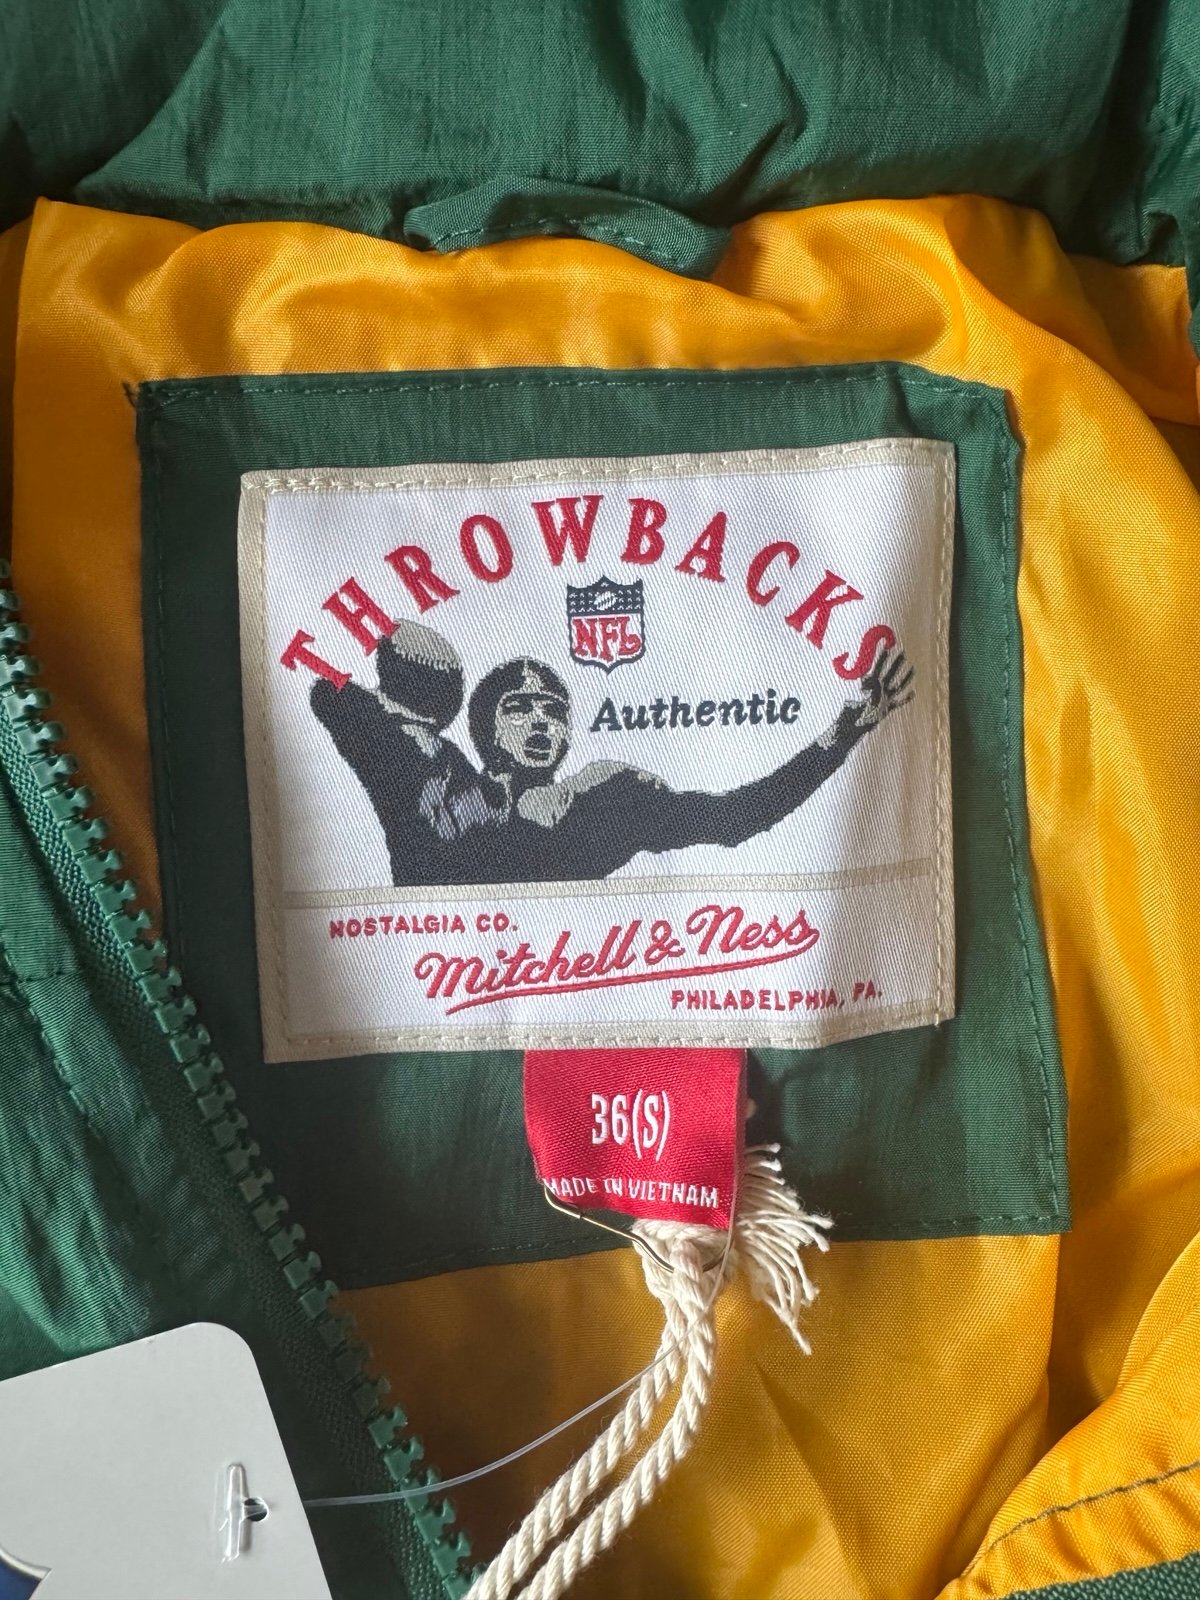 THROWBACKS
NFL
Authentic
NOSTALGIA CO.
Mitchell & Ness
PHILADELPHIA, PA.
36(S)
MADE IN VIETNAM